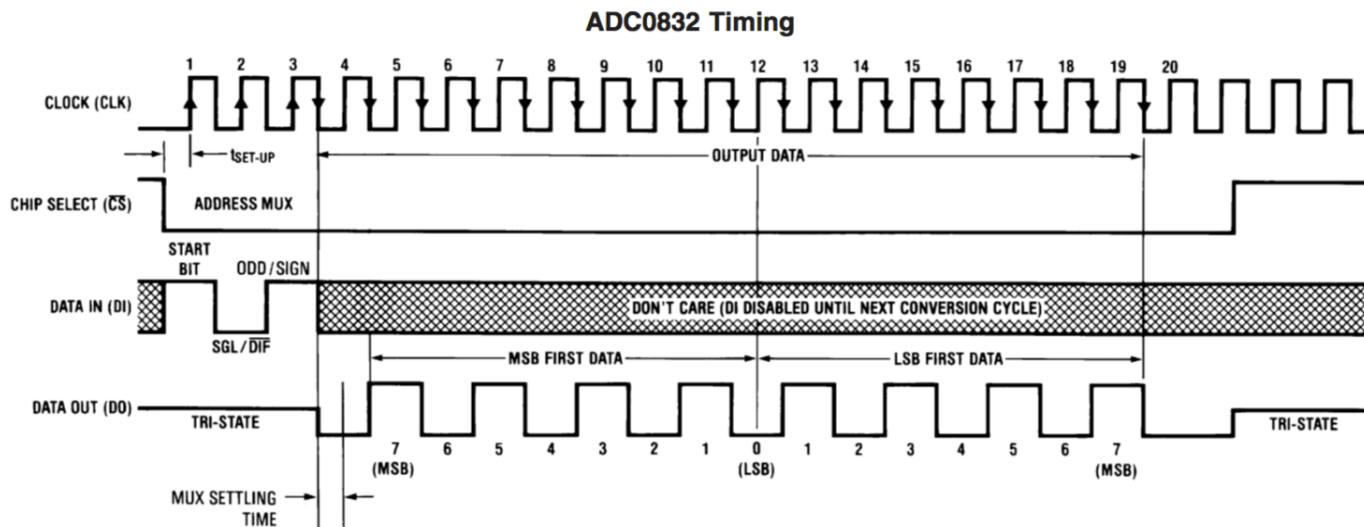 ADC0832 Timing
1 2 3 4 5 6 7 8 9 10 11 12 13 14 15 16 17 18 19 20
CLOCK (CLK)
tSET-UP
OUTPUT DATA
CHIP SELECT (CS)
ADDRESS MUX
START
BIT
ODD/SIGN
DATA IN (DI)
DON'T CARE (DI DISABLED UNTIL NEXT CONVERSION CYCLE)
SGL/DIF
MSB FIRST DATA
LSB FIRST DATA
DATA OUT (DO)
TRI-STATE
TRI-STATE
7 6 5 4 3 2 1 0 1 2 3 4 5 6 7
(MSB) (LSB) (MSB)
MUX SETTLING
TIME